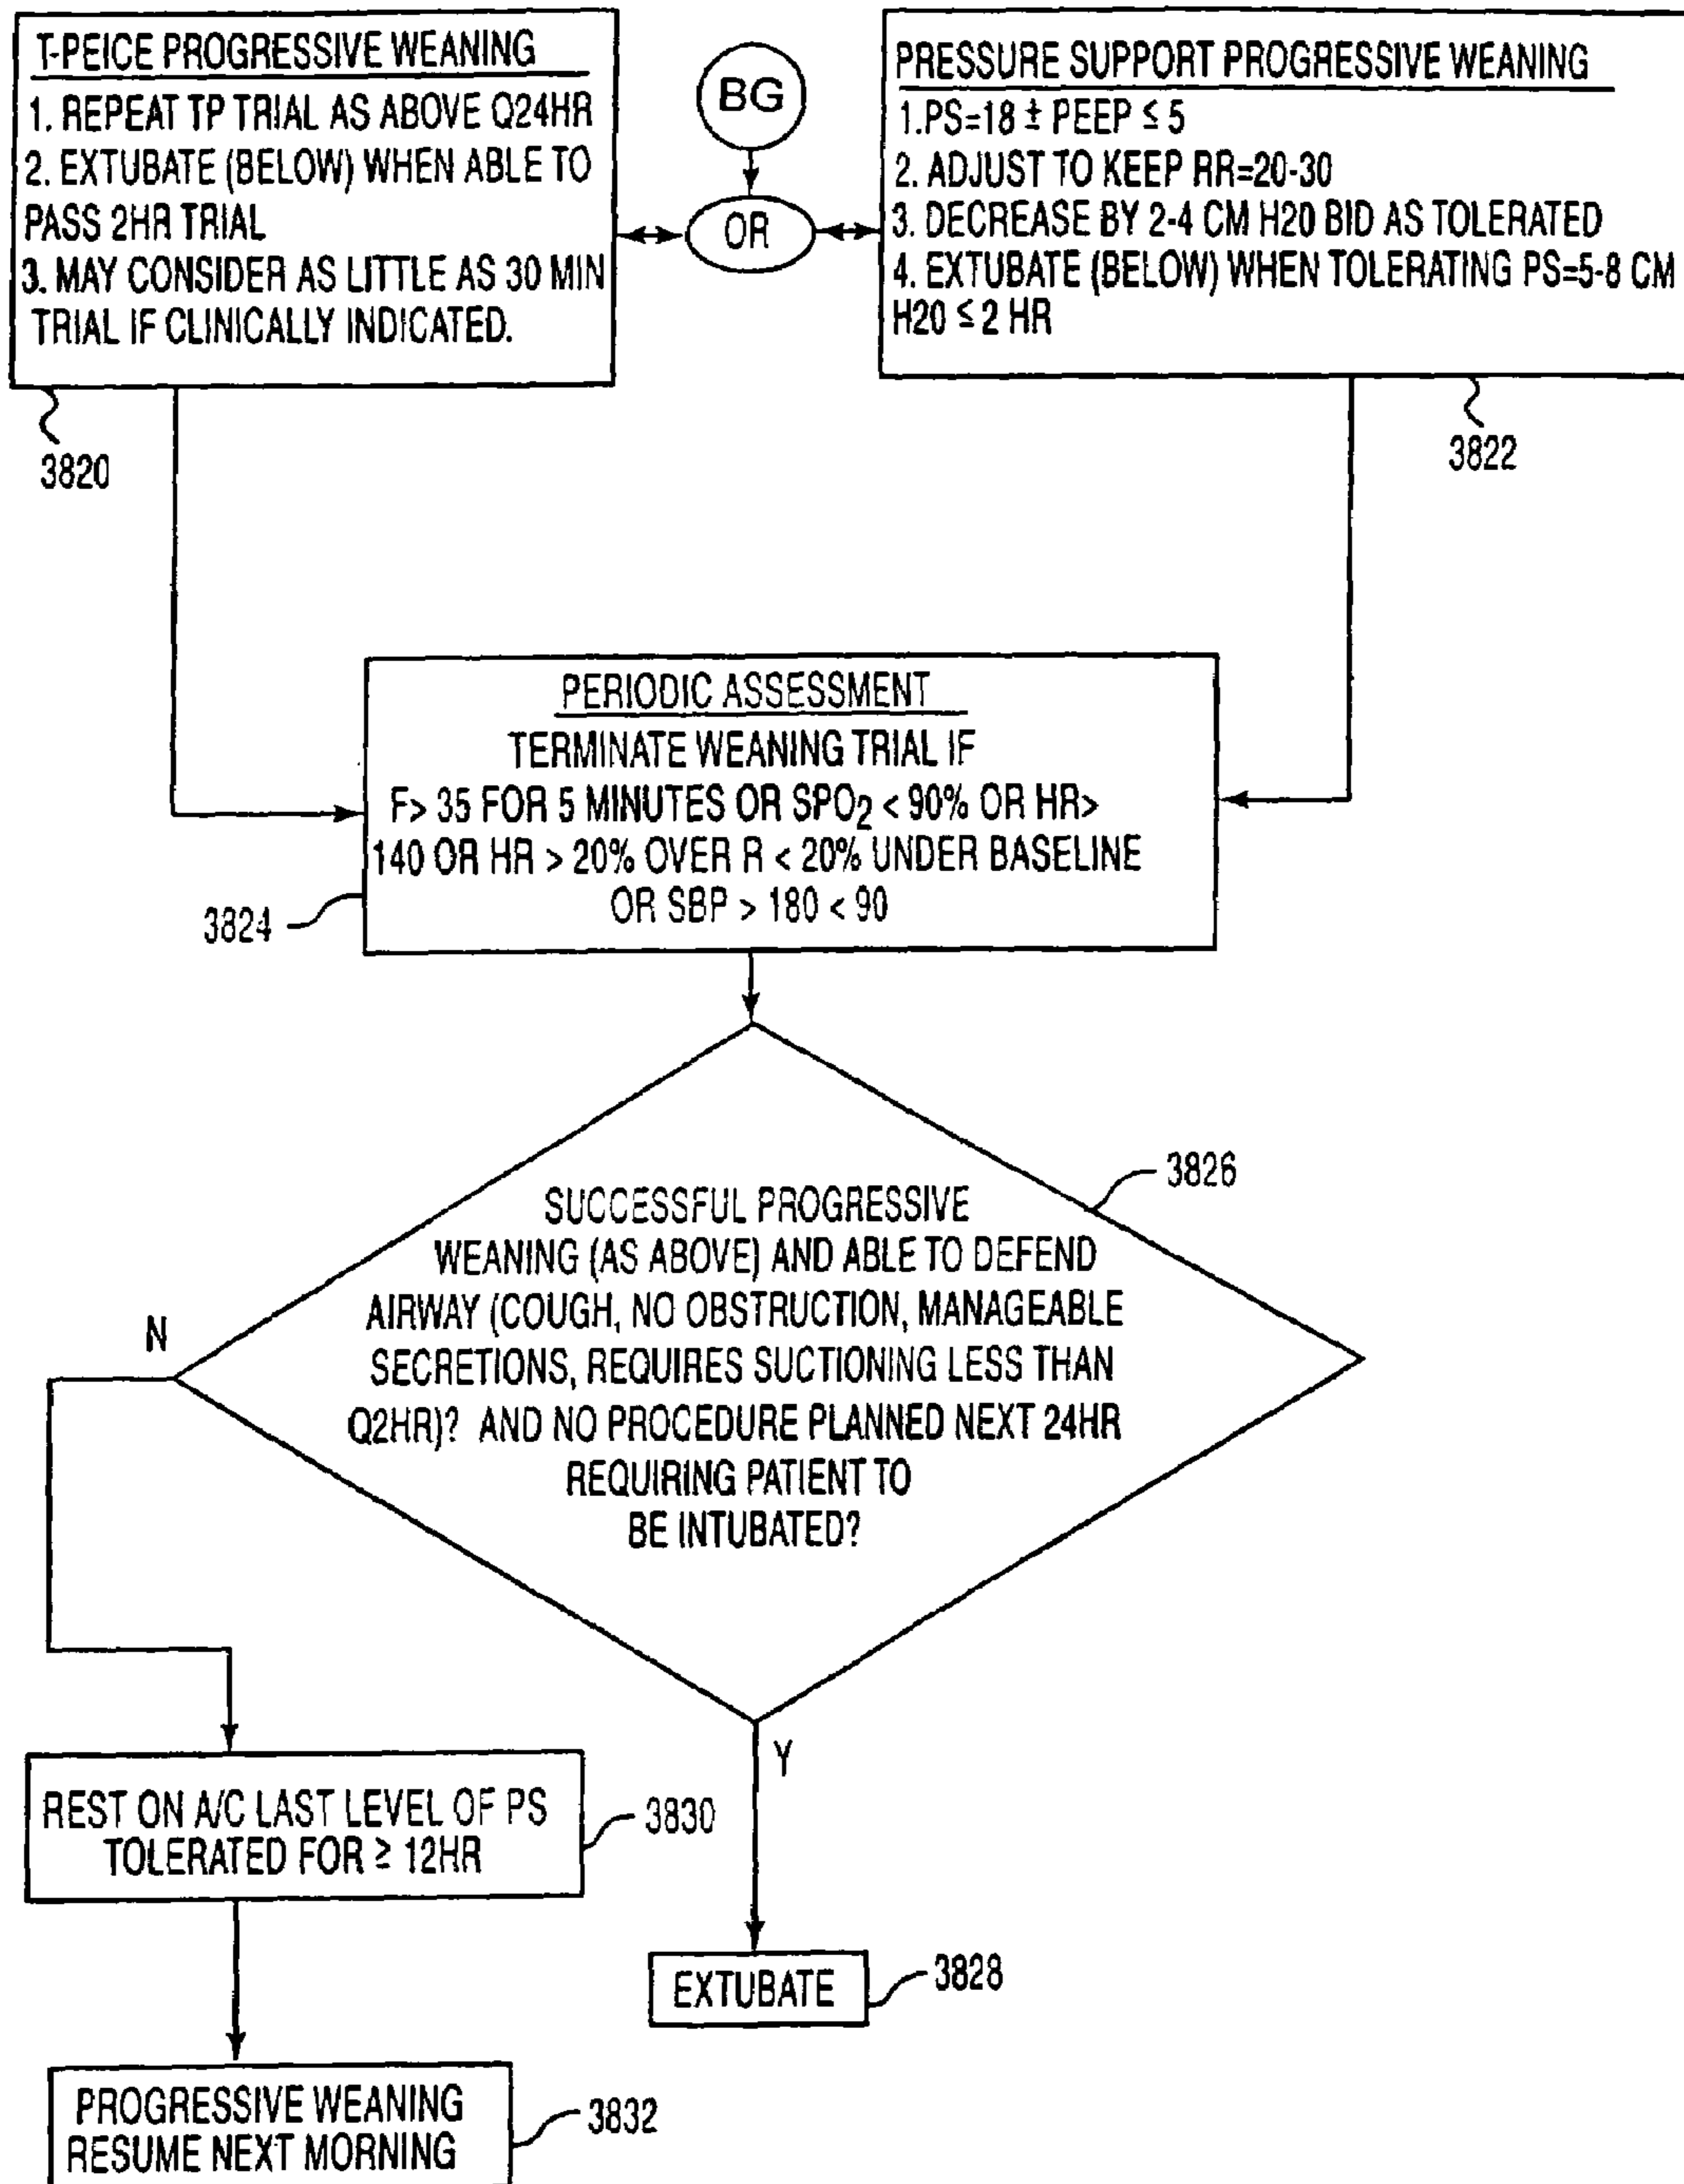 T-PEICE PROGRESSIVE WEANING
1. REPEAT TP TRIAL AS ABOVE Q24HR
2. EXTUBATE (BELOW) WHEN ABLE TO
PASS 2HR TRIAL
3. MAY CONSIDER AS LITTLE AS 30 MIN
TRIAL IF CLINICALLY INDICATED.
3820
BG
OR
PRESSURE SUPPORT PROGRESSIVE WEANING
1.PS=18 ± PEEP ≤ 5
2. ADJUST TO KEEP RR=20-30
3. DECREASE BY 2-4 CM H20 BID AS TOLERATED
4. EXTUBATE (BELOW) WHEN TOLERATING PS=5-8 CM
H20 ≤ 2 HR
3822
PERIODIC ASSESSMENT
TERMINATE WEANING TRIAL IF
F> 35 FOR 5 MINUTES OR SPO₂ < 90% OR HR>
140 OR HR > 20% OVER R < 20% UNDER BASELINE
OR SBP > 180 < 90
3824
SUCCESSFUL PROGRESSIVE
WEANING (AS ABOVE) AND ABLE TO DEFEND
AIRWAY (COUGH, NO OBSTRUCTION, MANAGEABLE
SECRETIONS, REQUIRES SUCTIONING LESS THAN
Q2HR)? AND NO PROCEDURE PLANNED NEXT 24HR
REQUIRING PATIENT TO
BE INTUBATED?
3826
N
Y
REST ON A/C LAST LEVEL OF PS
TOLERATED FOR ≥ 12HR
3830
EXTUBATE
3828
PROGRESSIVE WEANING
RESUME NEXT MORNING
3832